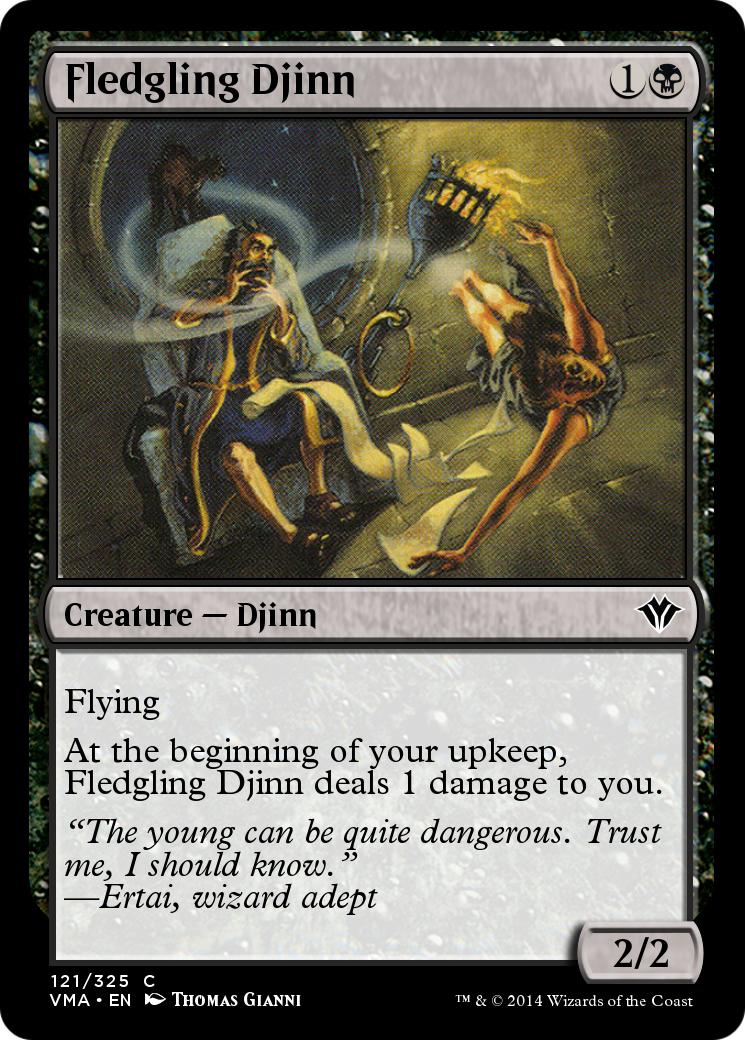 Fledgling Djinn 1
Creature — Djinn
Flying
At the beginning of your upkeep,
Fledgling Djinn deals 1 damage to you.
“The young can be quite dangerous. Trust
me, I should know.”
—Ertai, wizard adept
2/2
121/325 C
VMA • EN Thomas Gianni
™ & © 2014 Wizards of the Coast